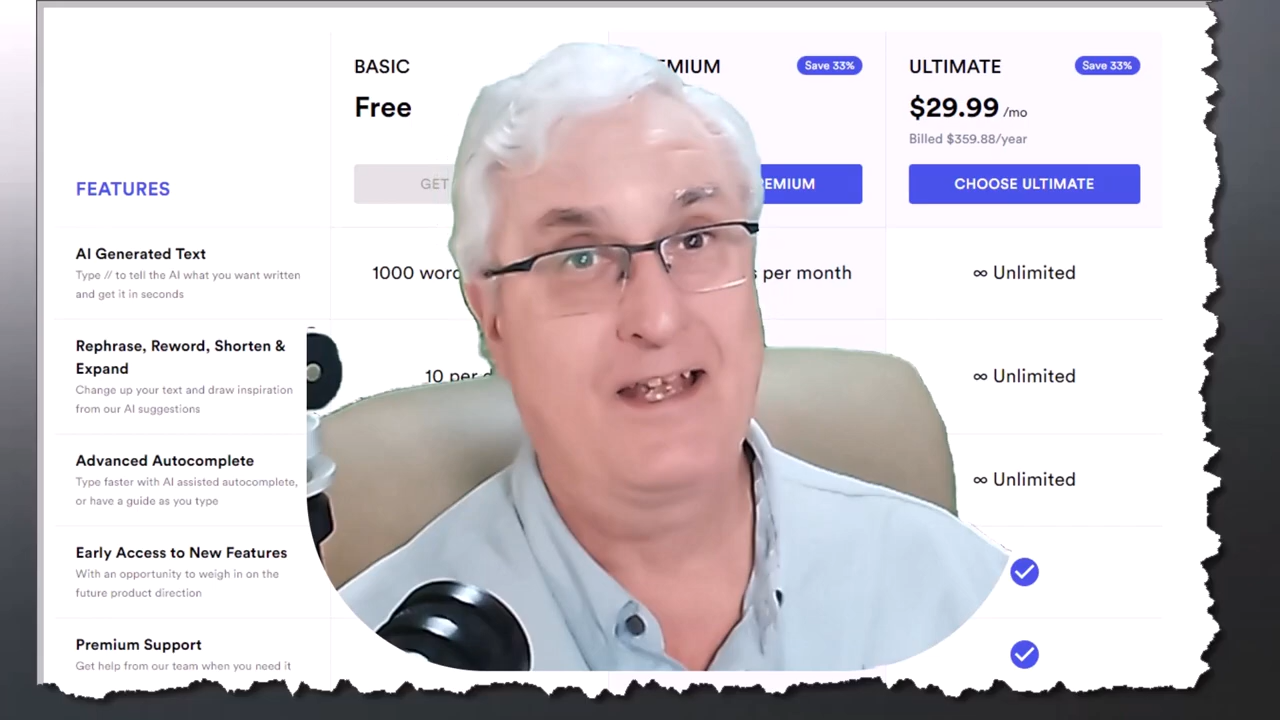 BASIC
Save 33%
ULTIMATE
Save 33%
Free
$29.99 /mo
Billed $359.88/year
FEATURES
GET
CHOOSE ULTIMATE
AI Generated Text
Type // to tell the AI what you want written
and get it in seconds
1000
per month
∞ Unlimited
Rephrase, Reword, Shorten &
Expand
Change up your text and draw inspiration
from our AI suggestions
10 per
∞ Unlimited
Advanced Autocomplete
Type faster with AI assisted autocomplete,
or have a guide as you type
∞ Unlimited
Early Access to New Features
With an opportunity to weigh in on the
future product direction
Premium Support
Get help from our team when you need it